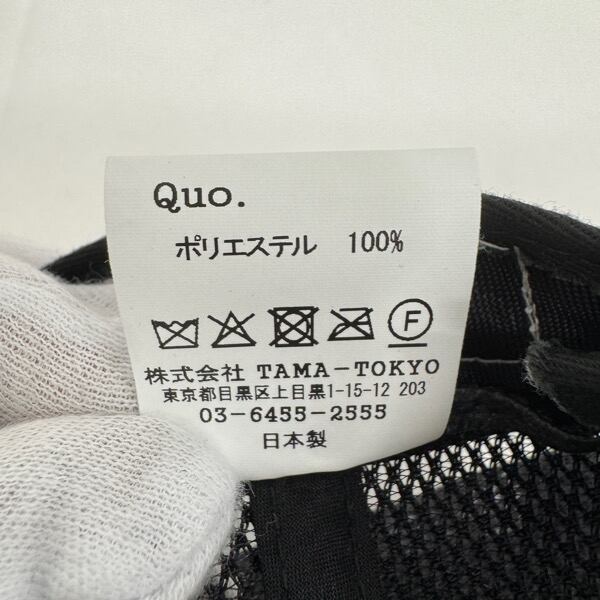 Quo.
ポリエステル 100%
F
株式会社 TAMA-TOKYO
東京都目黒区上目黒1-15-12 203
03-6455-2555
日本製